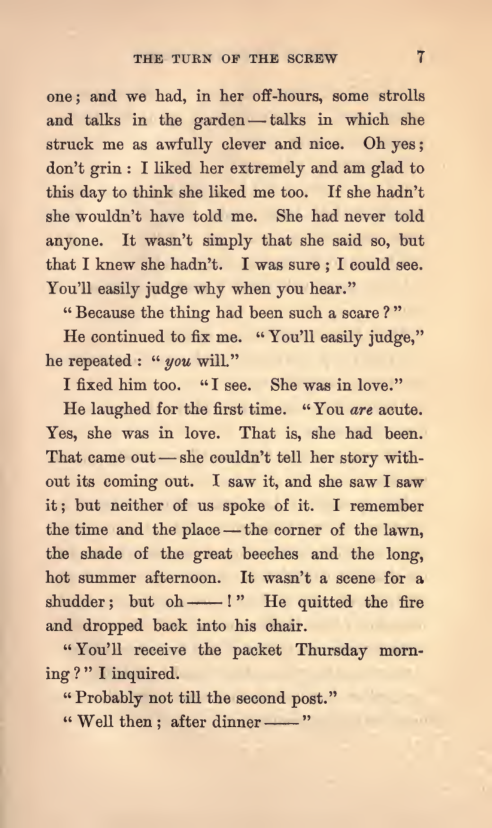 THE TURN OF THE SCREW 7
one; and we had, in her off-hours, some strolls
and talks in the garden — talks in which she
struck me as awfully clever and nice. Oh yes;
don't grin : I liked her extremely and am glad to
this day to think she liked me too. If she hadn't
she wouldn't have told me. She had never told
anyone. It wasn't simply that she said so, but
that I knew she hadn't. I was sure ; I could see.
You'll easily judge why when you hear."
"Because the thing had been such a scare?"
He continued to fix me. "You'll easily judge,"
he repeated : "you will."
I fixed him too. "I see. She was in love."
He laughed for the first time. "You are acute.
Yes, she was in love. That is, she had been.
That came out — she couldn't tell her story with-
out its coming out. I saw it, and she saw I saw
it; but neither of us spoke of it. I remember
the time and the place — the corner of the lawn,
the shade of the great beeches and the long,
hot summer afternoon. It wasn't a scene for a
shudder; but oh —— !" He quitted the fire
and dropped back into his chair.
"You'll receive the packet Thursday morn-
ing?" I inquired.
"Probably not till the second post."
"Well then ; after dinner —— "